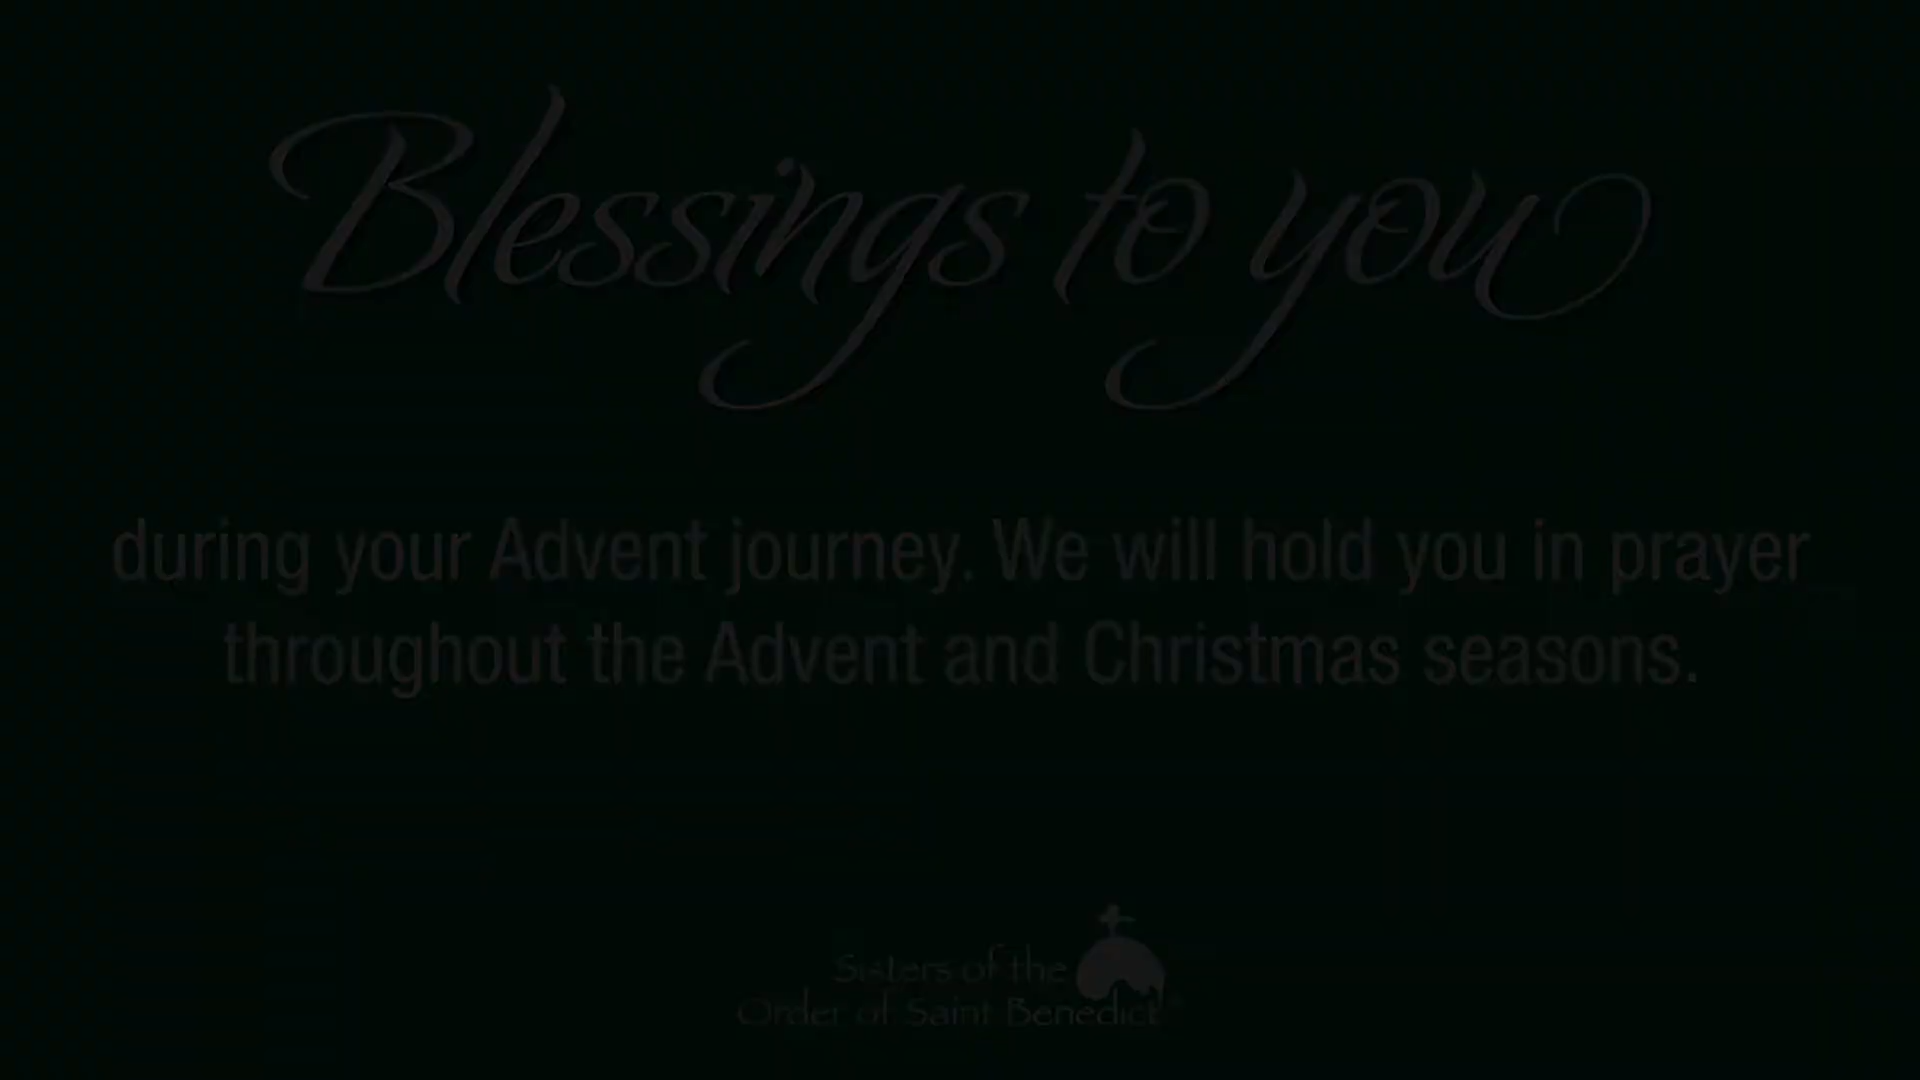 Blessings to you
during your Advent journey. We will hold you in prayer
throughout the Advent and Christmas seasons.
Sisters of the
Order of Saint Benedict